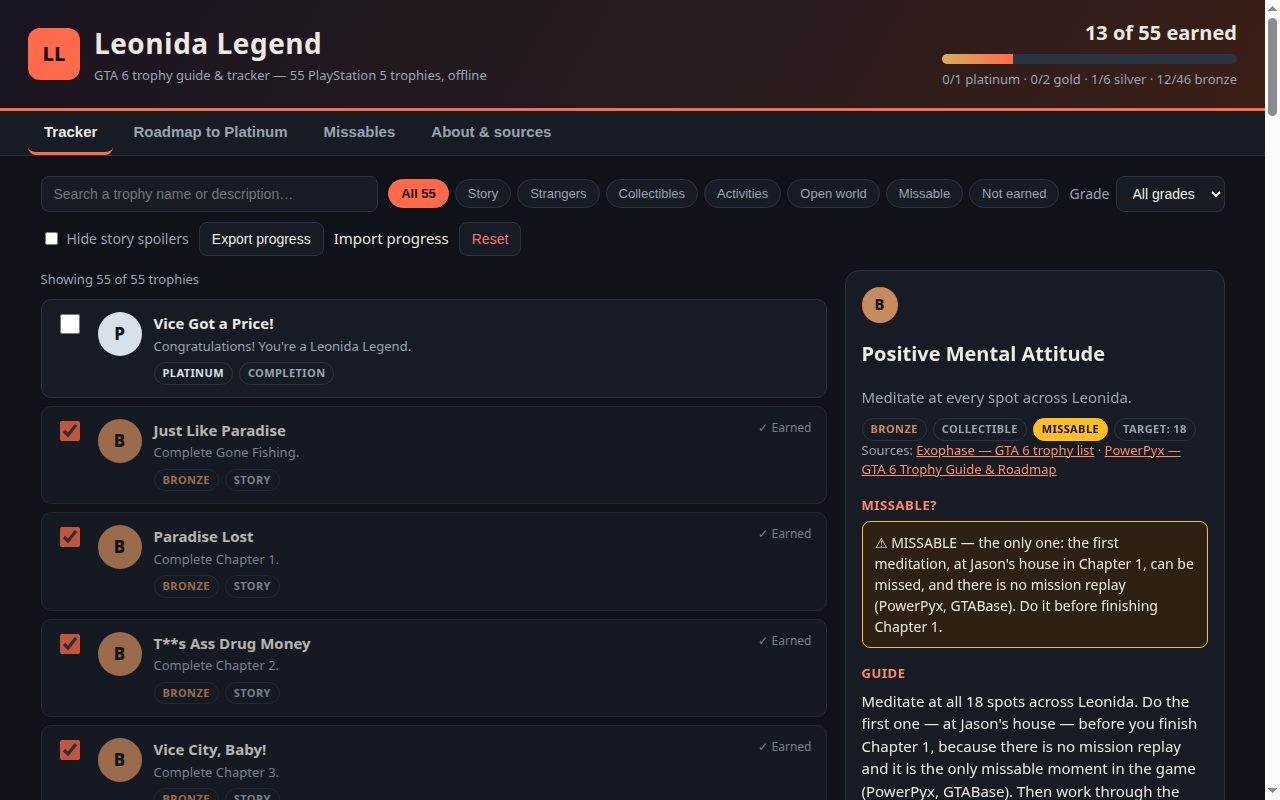 LL
Leonida Legend
GTA 6 trophy guide & tracker — 55 PlayStation 5 trophies, offline
13 of 55 earned
0/1 platinum · 0/2 gold · 1/6 silver · 12/46 bronze
Tracker
Roadmap to Platinum
Missables
About & sources
Search a trophy name or description…
All 55
Story
Strangers
Collectibles
Activities
Open world
Missable
Not earned
Grade
All grades
Hide story spoilers
Export progress
Import progress
Reset
Showing 55 of 55 trophies
P
Vice Got a Price!
Congratulations! You're a Leonida Legend.
PLATINUM
COMPLETION
B
Just Like Paradise
✓ Earned
Complete Gone Fishing.
BRONZE
STORY
B
Paradise Lost
✓ Earned
Complete Chapter 1.
BRONZE
STORY
B
T**s Ass Drug Money
✓ Earned
Complete Chapter 2.
BRONZE
STORY
B
Vice City, Baby!
✓ Earned
Complete Chapter 3.
BRONZE
STORY
B
Positive Mental Attitude
Meditate at every spot across Leonida.
BRONZE
COLLECTIBLE
MISSABLE
TARGET: 18
Sources: Exophase — GTA 6 trophy list · PowerPyx —
GTA 6 Trophy Guide & Roadmap
MISSABLE?
⚠ MISSABLE — the only one: the first
meditation, at Jason's house in Chapter 1, can be
missed, and there is no mission replay
(PowerPyx, GTABase). Do it before finishing
Chapter 1.
GUIDE
Meditate at all 18 spots across Leonida. Do the
first one — at Jason's house — before you finish
Chapter 1, because there is no mission replay
and it is the only missable moment in the game
(PowerPyx, GTABase). Then work through the